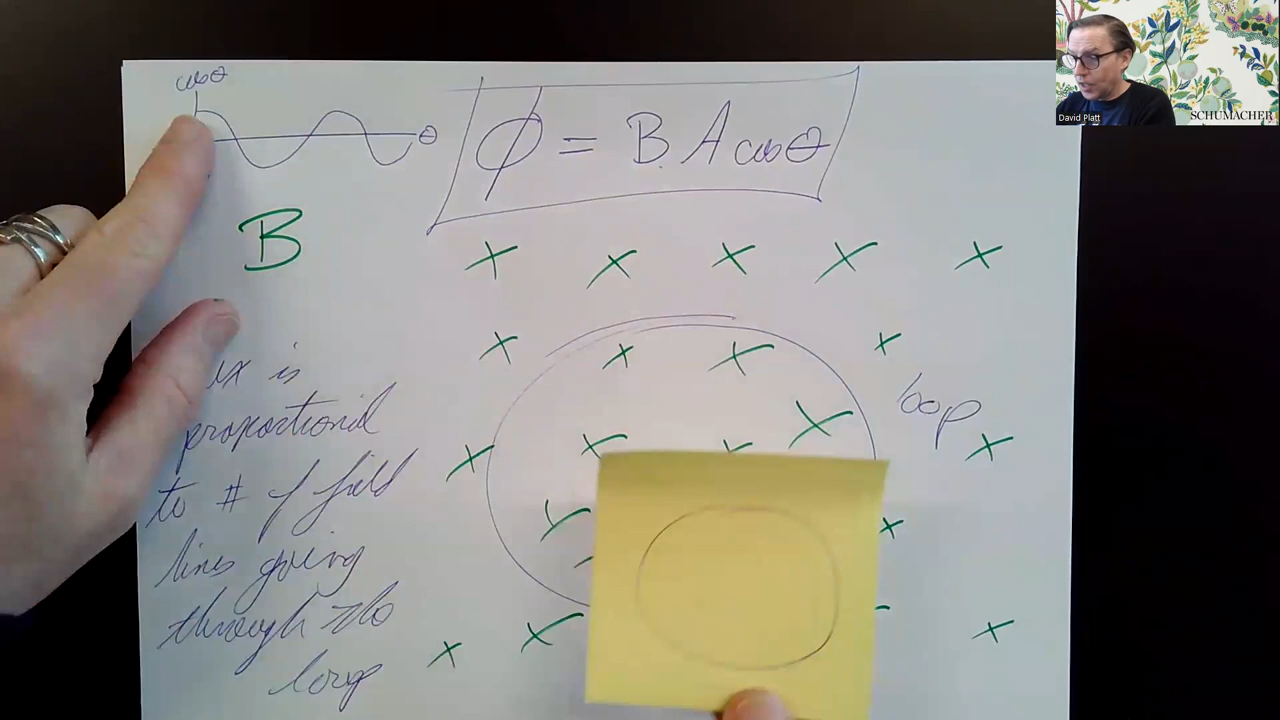 cosθ
θ
ϕ = B A cosθ
B
is
proportional
to # of field
lines going
through the
loop
loop
David Platt
SCHUMACHER